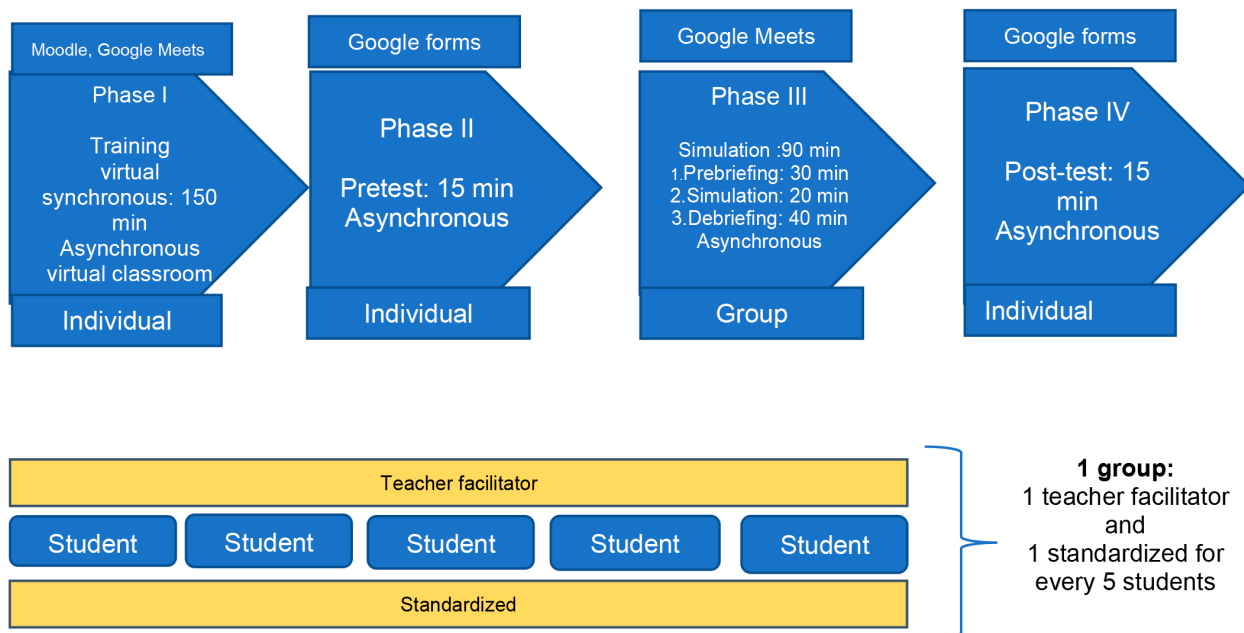 Moodle, Google Meets
Phase I
Training
virtual
synchronous: 150
min
Asynchronous
virtual classroom
Individual
Google forms
Phase II
Pretest: 15 min
Asynchronous
Individual
Google Meets
Phase III
Simulation :90 min
1.Prebriefing: 30 min
2.Simulation: 20 min
3.Debriefing: 40 min
Asynchronous
Group
Google forms
Phase IV
Post-test: 15
min
Asynchronous
Individual
Teacher facilitator
Student
Student
Student
Student
Student
Standardized
1 group:
1 teacher facilitator
and
1 standardized for
every 5 students